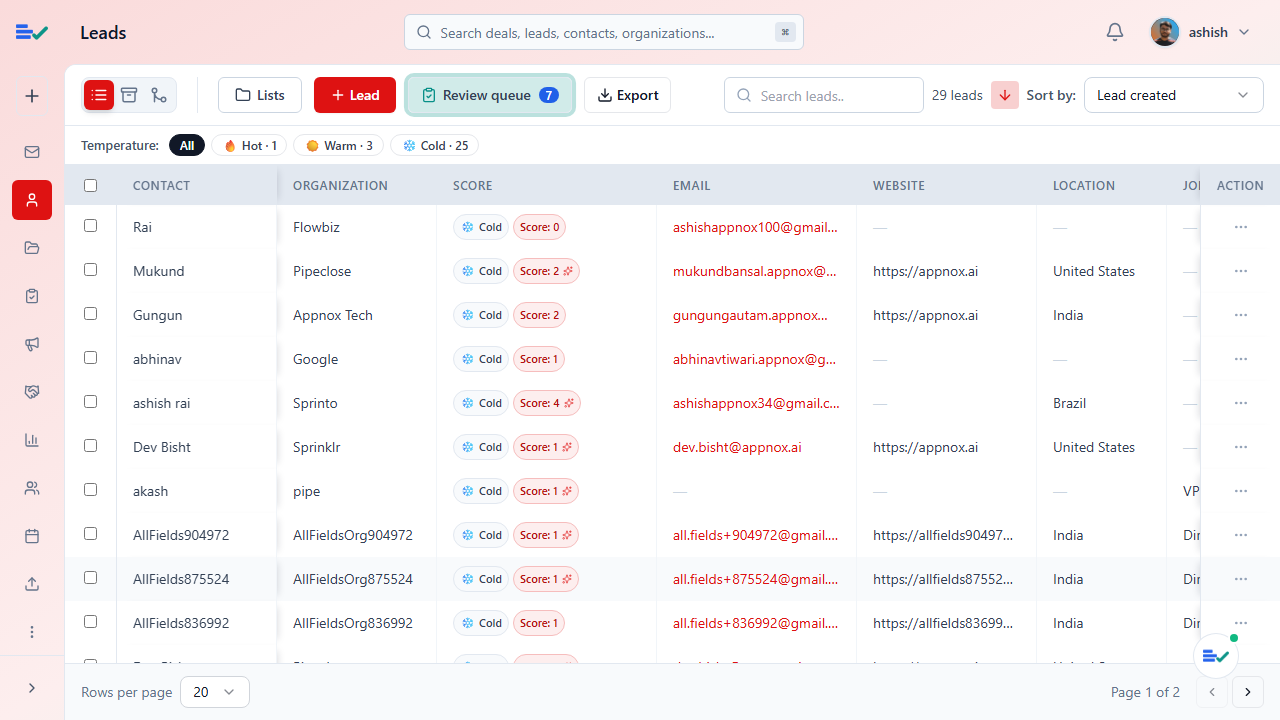 Leads
Search deals, leads, contacts, organizations...
⌘
ashish
Lists
Lead
Review queue 7
Export
Search leads..
29 leads
Sort by:
Lead created
Temperature:
All
Hot · 1
Warm · 3
Cold · 25
CONTACT ORGANIZATION SCORE EMAIL WEBSITE LOCATION ACTION
Rai Flowbiz Cold Score: 0 ashishappnox100@gmail... — — — ...
Mukund Pipeclose Cold Score: 2 mukundbansal.appnox@... https://appnox.ai United States — ...
Gungun Appnox Tech Cold Score: 2 gungungautam.appnox... https://appnox.ai India — ...
abhinav Google Cold Score: 1 abhinavtiwari.appnox@g... — — — ...
ashish rai Sprinto Cold Score: 4 ashishappnox34@gmail.c... — Brazil — ...
Dev Bisht Sprinklr Cold Score: 1 dev.bisht@appnox.ai https://appnox.ai United States — ...
akash pipe Cold Score: 1 — — — VP ...
AllFields904972 AllFieldsOrg904972 Cold Score: 1 all.fields+904972@gmail.... https://allfields90497... India ...
AllFields875524 AllFieldsOrg875524 Cold Score: 1 all.fields+875524@gmail.... https://allfields87552... India ...
AllFields836992 AllFieldsOrg836992 Cold Score: 1 all.fields+836992@gmail.... https://allfields83699... India ...
Rows per page 20
Page 1 of 2